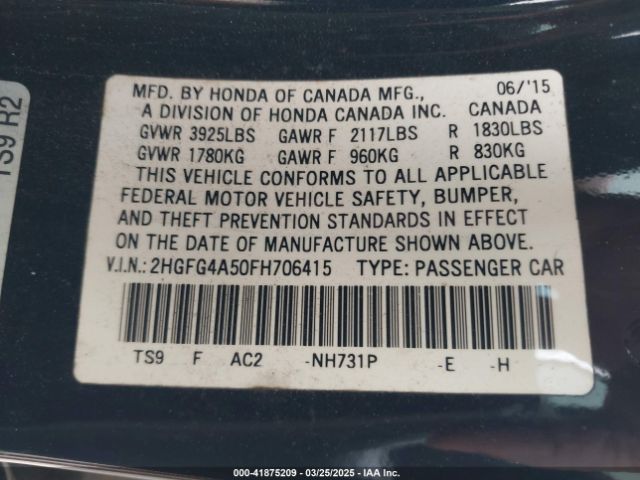 TS9 R2
MFD. BY HONDA OF CANADA MFG., 06/'15
A DIVISION OF HONDA CANADA INC. CANADA
GVWR 3925LBS GAWR F 2117LBS R 1830LBS
GVWR 1780KG GAWR F 960KG R 830KG
THIS VEHICLE CONFORMS TO ALL APPLICABLE
FEDERAL MOTOR VEHICLE SAFETY, BUMPER,
AND THEFT PREVENTION STANDARDS IN EFFECT
ON THE DATE OF MANUFACTURE SHOWN ABOVE.
V.I.N.: 2HGFG4A50FH706415 TYPE: PASSENGER CAR
TS9 F AC2 -NH731P -E -H
000-41875209 - 03/25/2025 - IAA Inc.